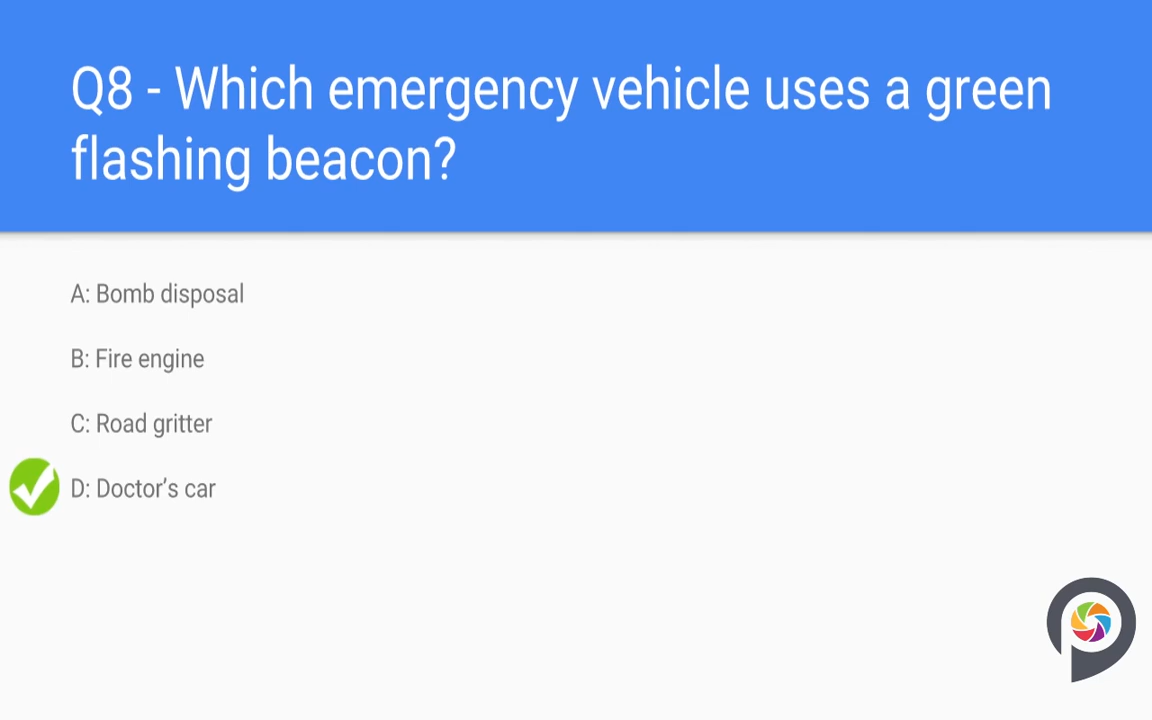 Q8 - Which emergency vehicle uses a green
flashing beacon?
A: Bomb disposal
B: Fire engine
C: Road gritter
D: Doctor’s car